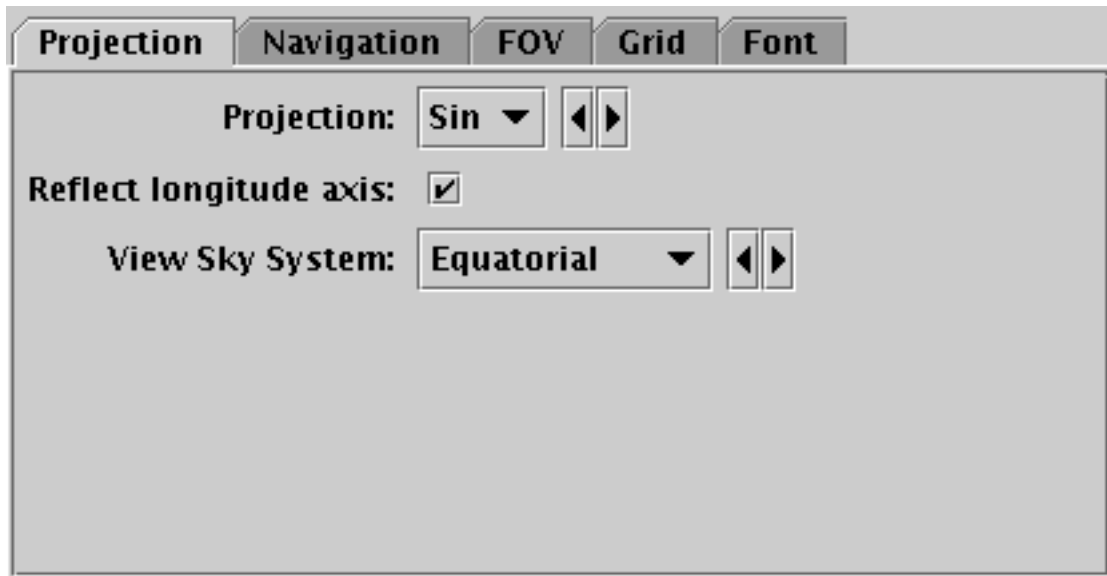 Projection Navigation FOV Grid Font
Projection: Sin
Reflect longitude axis:
View Sky System: Equatorial